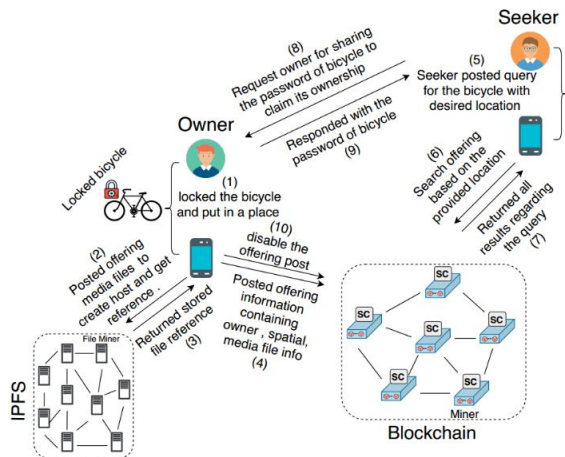 Seeker
(5)
Seeker posted query
for the bicycle with
desired location
(8)
Request owner for sharing
the password of bicycle to
claim its ownership
Responded with the
password of bicycle
(9)
Owner
Locked bicycle
(1)
locked the bicycle
and put in a place
(6)
Search offering
based on the
provided location
Returned all
results regarding
the query
(7)
(2)
Posted offering
media files to
create host and get
reference .
Returned stored
file reference
(3)
(10)
disable the
offering post
Posted offering
information
containing
owner , spatial,
media file info
(4)
File Miner
IPFS
SC
SC
SC
SC
SC
SC
Miner
Blockchain